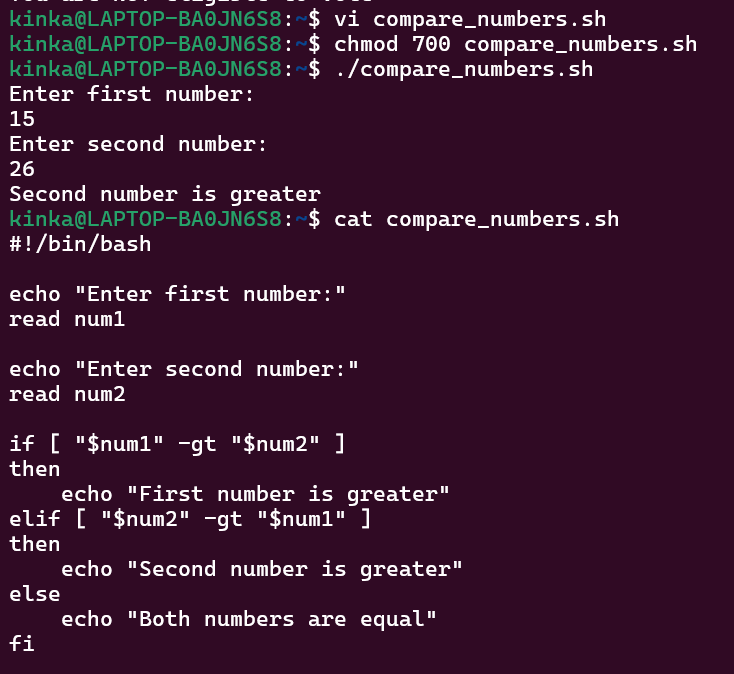 kinka@LAPTOP-BA0JN6S8:~$ vi compare_numbers.sh
kinka@LAPTOP-BA0JN6S8:~$ chmod 700 compare_numbers.sh
kinka@LAPTOP-BA0JN6S8:~$ ./compare_numbers.sh
Enter first number:
15
Enter second number:
26
Second number is greater
kinka@LAPTOP-BA0JN6S8:~$ cat compare_numbers.sh
#!/bin/bash

echo "Enter first number:"
read num1

echo "Enter second number:"
read num2

if [ "$num1" -gt "$num2" ]
then
    echo "First number is greater"
elif [ "$num2" -gt "$num1" ]
then
    echo "Second number is greater"
else
    echo "Both numbers are equal"
fi